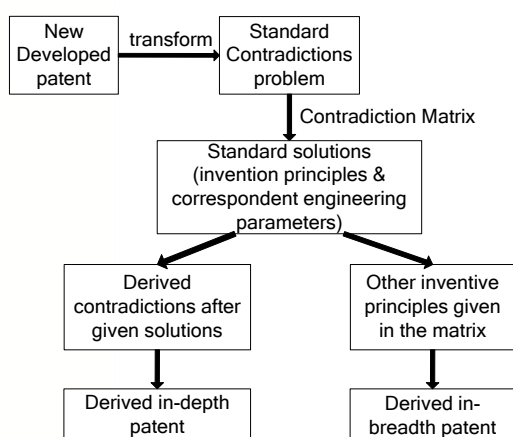 New
Developed
patent
transform
Standard
Contradictions
problem
Contradiction Matrix
Standard solutions
(invention principles &
correspondent engineering
parameters)
Derived
contradictions after
given solutions
Other inventive
principles given
in the matrix
Derived in-depth
patent
Derived in-
breadth patent